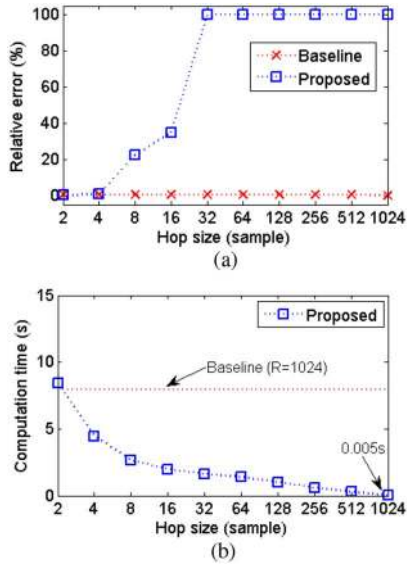 100
80
60
40
20
0
Relative error (%)
Baseline
Proposed
2 4 8 16 32 64 128 256 512 1024
Hop size (sample)
(a)
15
10
5
0
Computation time (s)
Proposed
Baseline (R=1024)
0.005s
2 4 8 16 32 64 128 256 512 1024
Hop size (sample)
(b)